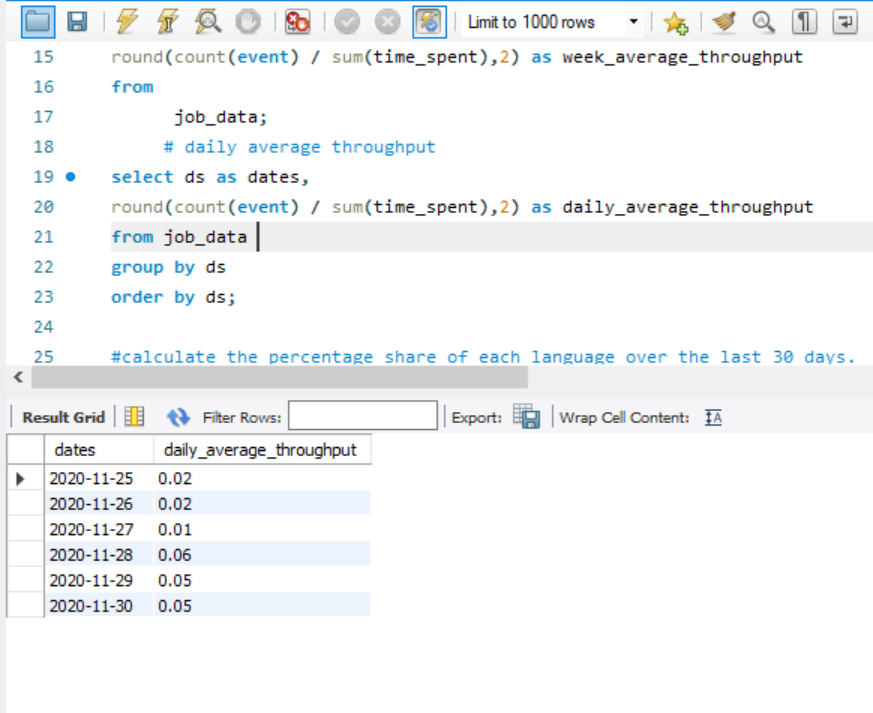 Limit to 1000 rows
15 round(count(event) / sum(time_spent),2) as week_average_throughput
16 from
17 job_data;
18 # daily average throughput
19 select ds as dates,
20 round(count(event) / sum(time_spent),2) as daily_average_throughput
21 from job_data
22 group by ds
23 order by ds;
24
25 #calculate the percentage share of each language over the last 30 days.
Result Grid Filter Rows: Export: Wrap Cell Content:
dates daily_average_throughput
2020-11-25 0.02
2020-11-26 0.02
2020-11-27 0.01
2020-11-28 0.06
2020-11-29 0.05
2020-11-30 0.05